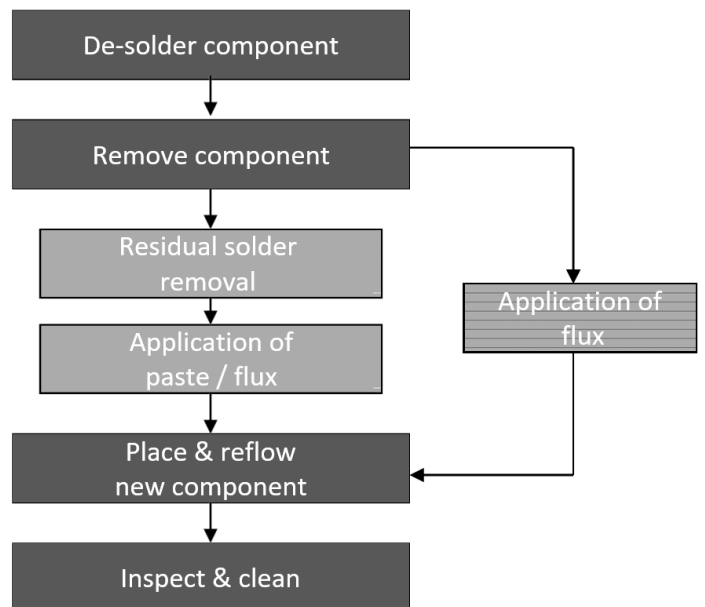 De-solder component
Remove component
Residual solder
removal
Application of
paste / flux
Application of
flux
Place & reflow
new component
Inspect & clean